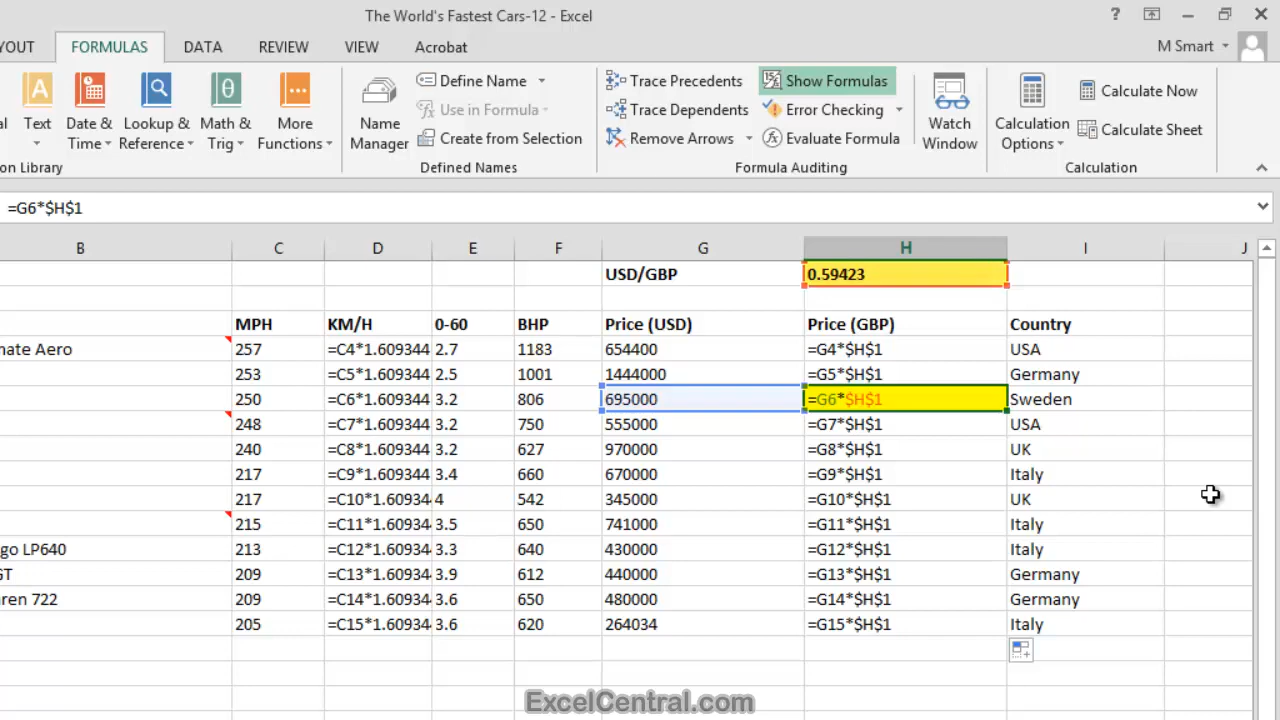 The World's Fastest Cars-12 - Excel
YOUT FORMULAS DATA REVIEW VIEW Acrobat M Smart
Text
Date & Time
Lookup & Reference
Math & Trig
More Functions
Name Manager
Define Name
Use in Formula
Create from Selection
Trace Precedents
Trace Dependents
Remove Arrows
Show Formulas
Error Checking
Evaluate Formula
Watch Window
Calculation Options
Calculate Now
Calculate Sheet
on Library Defined Names Formula Auditing Calculation
=G6*$H$1
B C D E F G H I J
USD/GBP 0.59423
MPH KM/H 0-60 BHP Price (USD) Price (GBP) Country
mate Aero 257 =C4*1.609344 2.7 1183 654400 =G4*$H$1 USA
253 =C5*1.609344 2.5 1001 1444000 =G5*$H$1 Germany
250 =C6*1.609344 3.2 806 695000 =G6*$H$1 Sweden
248 =C7*1.609344 3.2 750 555000 =G7*$H$1 USA
240 =C8*1.609344 3.2 627 970000 =G8*$H$1 UK
217 =C9*1.609344 3.4 660 670000 =G9*$H$1 Italy
217 =C10*1.60934 4 542 345000 =G10*$H$1 UK
215 =C11*1.60934 3.5 650 741000 =G11*$H$1 Italy
go LP640 213 =C12*1.60934 3.3 640 430000 =G12*$H$1 Italy
GT 209 =C13*1.60934 3.9 612 440000 =G13*$H$1 Germany
ren 722 209 =C14*1.60934 3.6 650 480000 =G14*$H$1 Germany
205 =C15*1.60934 3.6 620 264034 =G15*$H$1 Italy
ExcelCentral.com